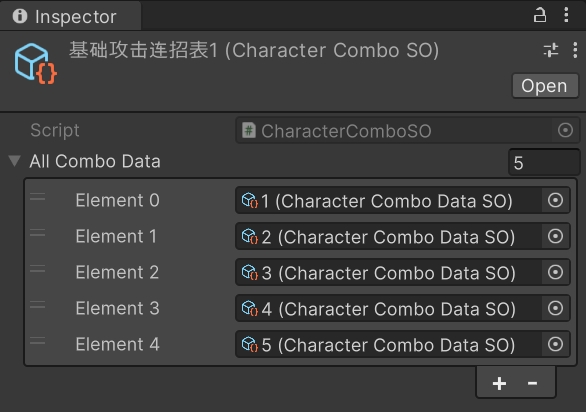 Inspector
基础攻击连招表1 (Character Combo SO)
Open
Script CharacterComboSO
All Combo Data 5
Element 0 1 (Character Combo Data SO)
Element 1 2 (Character Combo Data SO)
Element 2 3 (Character Combo Data SO)
Element 3 4 (Character Combo Data SO)
Element 4 5 (Character Combo Data SO)
+ -